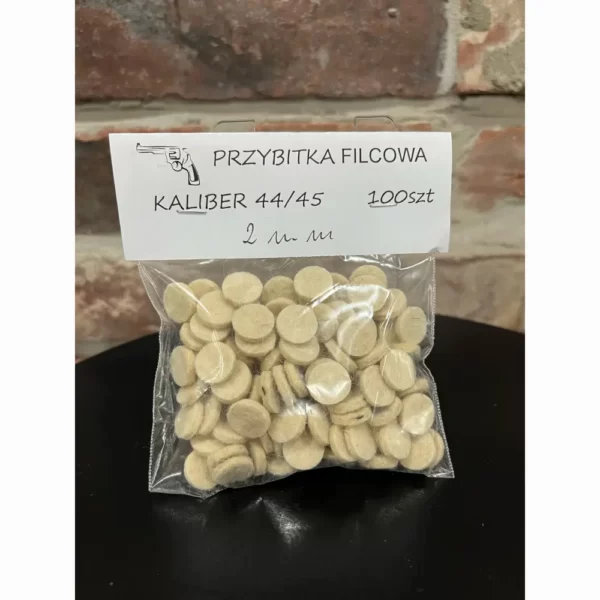 PRZYBITKA FILCOWA
KALIBER 44/45 100szt
2 mm